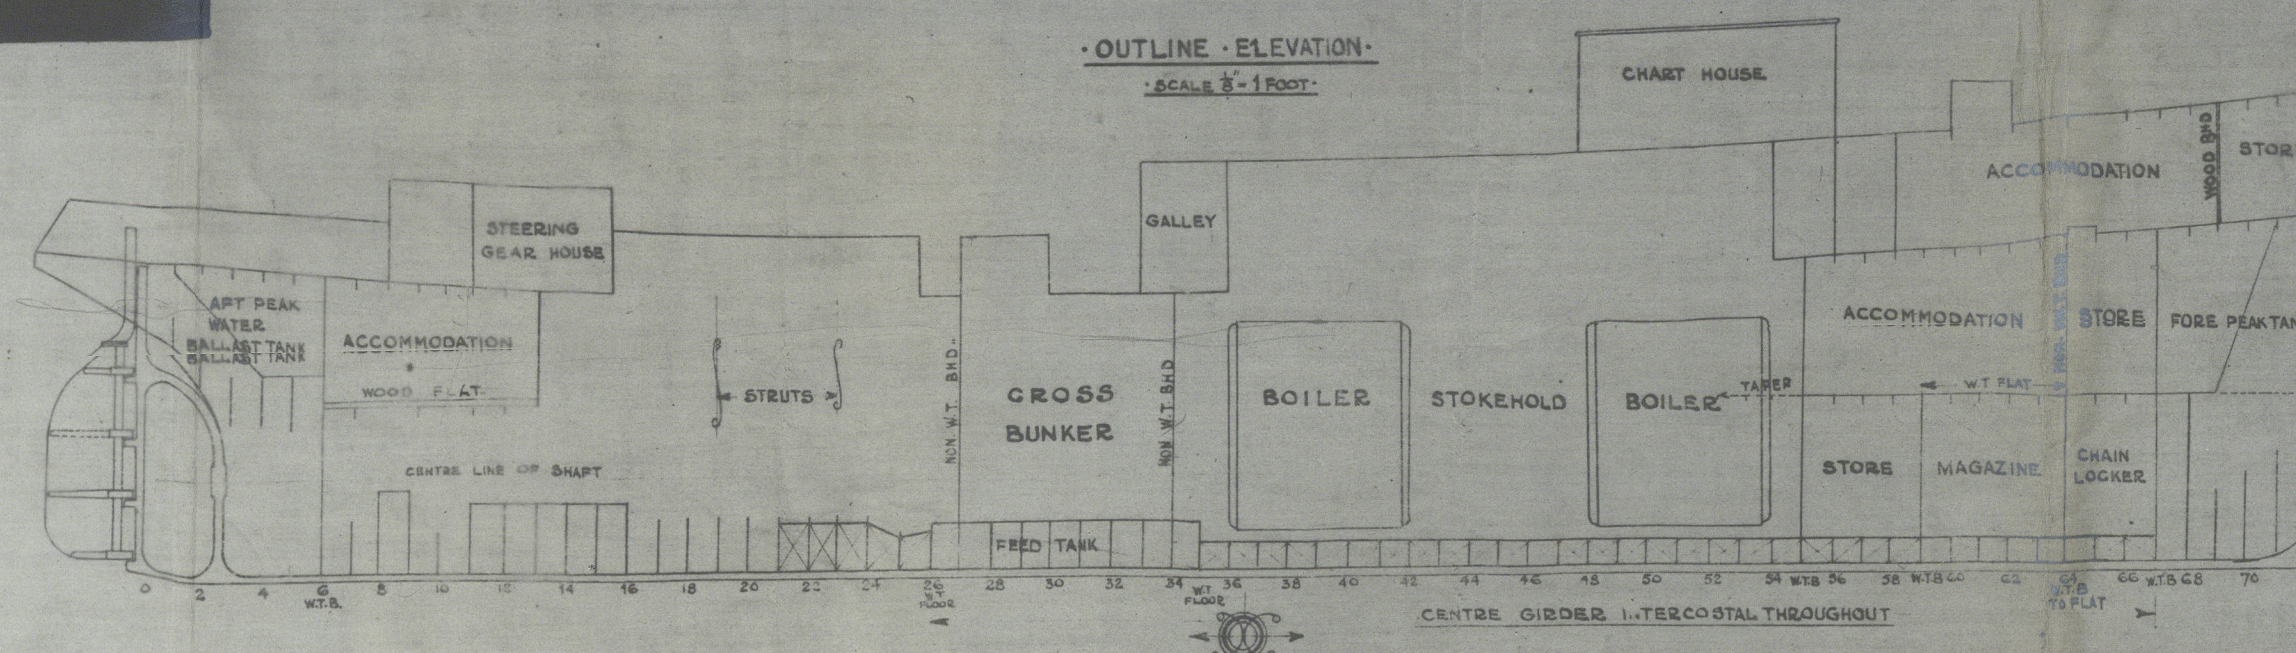 ·OUTLINE·ELEVATION·
·SCALE 1/8"=1 FOOT·
CHART HOUSE
WOOD BHD
STOR
ACCOMMODATION
STEERING
GEAR HOUSE
GALLEY
AFT PEAK
WATER
BALLAST TANK
BALLAST TANK
ACCOMMODATION
WOOD FLAT
STRUTS
NON W.T. BHD.
CROSS
BUNKER
NON W.T BHD
BOILER
STOKEHOLD
BOILER
TAPER
ACCOMMODATION
W.T FLAT
STORE
FORE PEAK TAN
CENTRE LINE OF SHAFT
STORE
MAGAZINE
CHAIN
LOCKER
FEED TANK
0 2 4 6 8 10 12 14 16 18 20 22 24 26 28 30 32 34 36 38 40 42 44 46 48 50 52 54 W.T.B 56 58 W.T.B 60 62 64 66 W.T.B 68 70
W.T.B.
W.T
FLOOR
W.T
FLOOR
W.T.B
TO FLAT
CENTRE GIRDER INTERCOSTAL THROUGHOUT